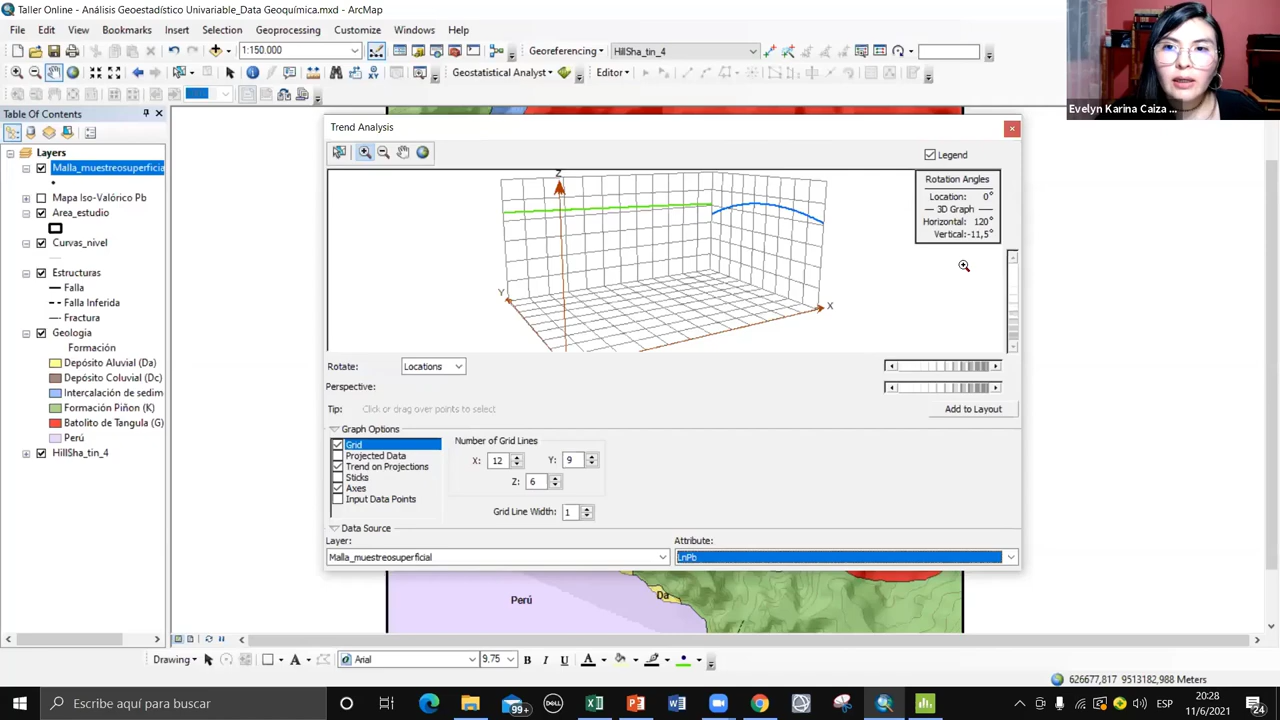 Taller Online - Análisis Geoestadístico Univariable_Data Geoquímica.mxd - ArcMap
File Edit View Bookmarks Insert Selection Geoprocessing Customize Windows Help
1:150.000
Georeferencing
HillSha_tin_4
Geostatistical Analyst
Editor
Evelyn Karina Caiza ...
Table Of Contents
Layers
Malla_muestreosuperficia
Mapa Iso-Valórico Pb
Area_estudio
Curvas_nivel
Estructuras
Falla
Falla Inferida
Fractura
Geologia
Formación
Depósito Aluvial (Da)
Depósito Coluvial (Dc)
Intercalación de sedim
Formación Piñon (K)
Batolito de Tangula (G)
Perú
HillSha_tin_4
Trend Analysis
Legend
Rotation Angles
Location: 0°
3D Graph
Horizontal: 120°
Vertical:-11,5°
Z
Y
X
Rotate: Locations
Perspective:
Tip: Click or drag over points to select
Add to Layout
Graph Options
Grid
Projected Data
Trend on Projections
Sticks
Axes
Input Data Points
Number of Grid Lines
X: 12 Y: 9
Z: 6
Grid Line Width: 1
Data Source
Layer: Attribute:
Malla_muestreosuperficial LnPb
Perú
Da
Drawing
Arial
9.75
B I U A
626677,817 9513182,988 Meters
Escribe aquí para buscar
99+
DELL
ESP
20:28
11/6/2021
24